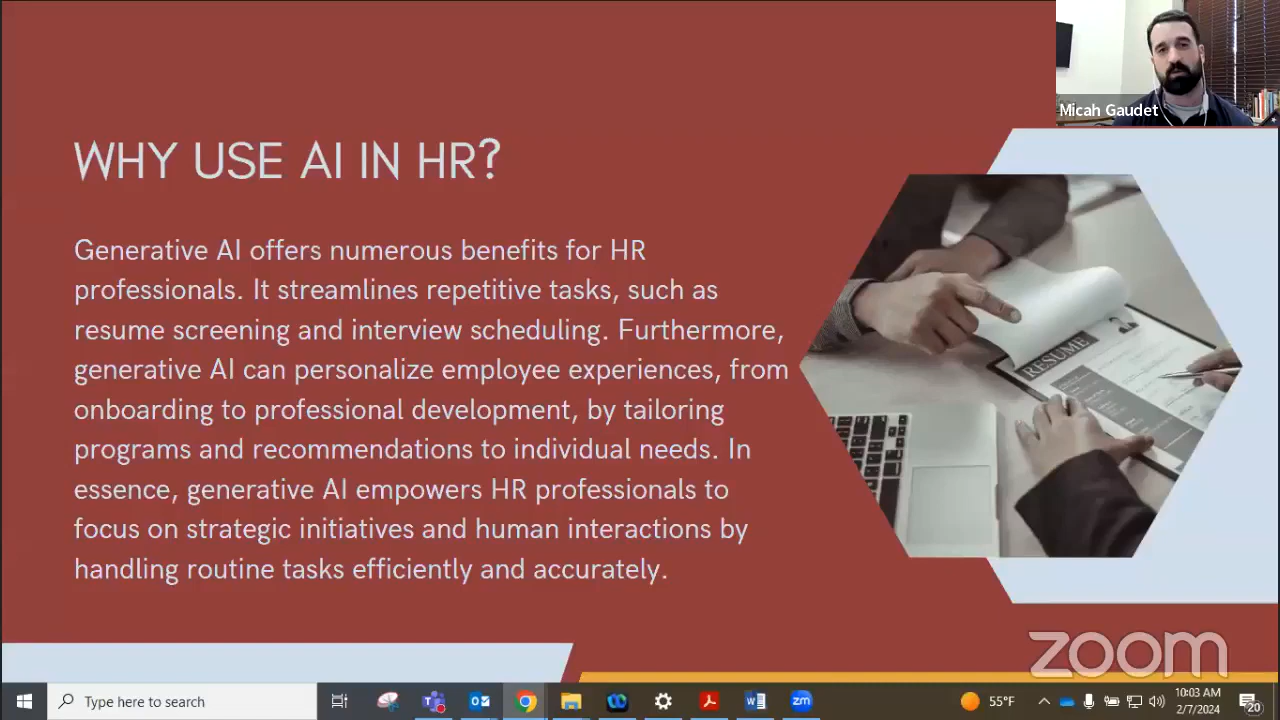 Micah Gaudet
WHY USE AI IN HR?
Generative AI offers numerous benefits for HR
professionals. It streamlines repetitive tasks, such as
resume screening and interview scheduling. Furthermore,
generative AI can personalize employee experiences, from
onboarding to professional development, by tailoring
programs and recommendations to individual needs. In
essence, generative AI empowers HR professionals to
focus on strategic initiatives and human interactions by
handling routine tasks efficiently and accurately.
RESUME
zoom
Type here to search
55°F
10:03 AM
2/7/2024
20
zm